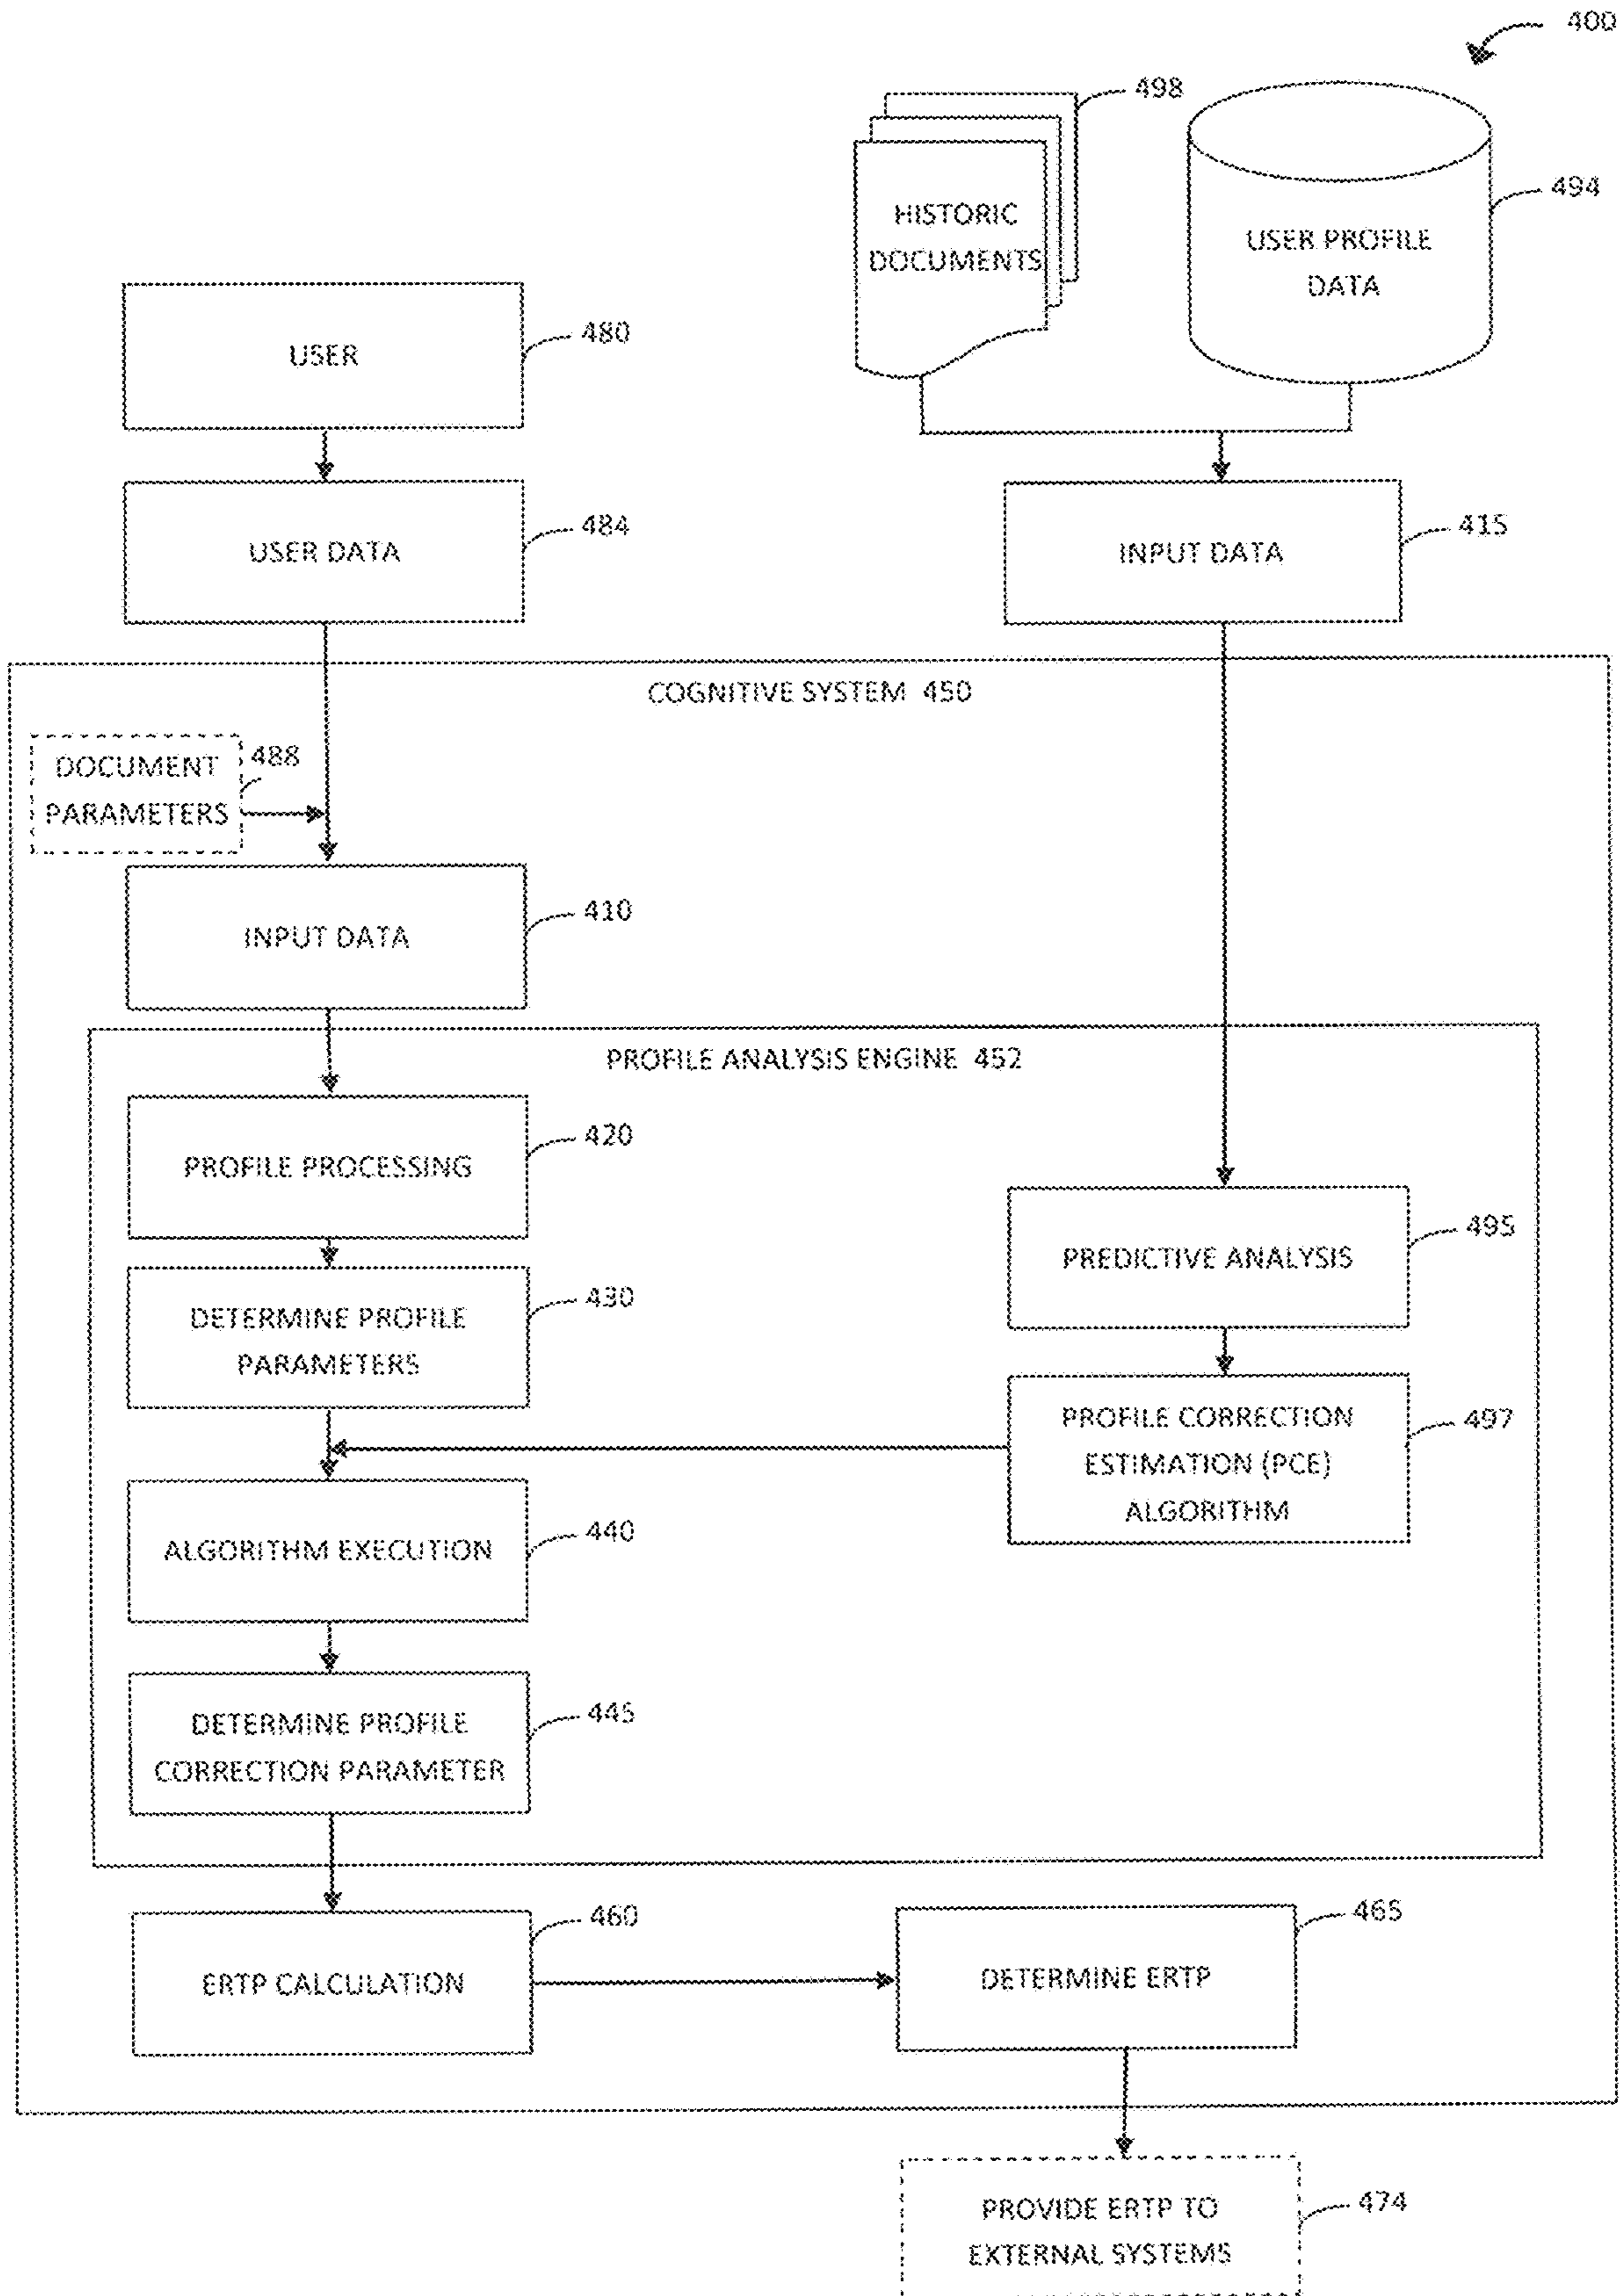 400
498
HISTORIC
DOCUMENTS
494
USER PROFILE
DATA
480
USER
484
USER DATA
415
INPUT DATA
COGNITIVE SYSTEM 450
488
DOCUMENT
PARAMETERS
410
INPUT DATA
PROFILE ANALYSIS ENGINE 452
420
PROFILE PROCESSING
495
PREDICTIVE ANALYSIS
430
DETERMINE PROFILE
PARAMETERS
497
PROFILE CORRECTION
ESTIMATION (PCE)
ALGORITHM
440
ALGORITHM EXECUTION
445
DETERMINE PROFILE
CORRECTION PARAMETER
460
ERTP CALCULATION
465
DETERMINE ERTP
474
PROVIDE ERTP TO
EXTERNAL SYSTEMS